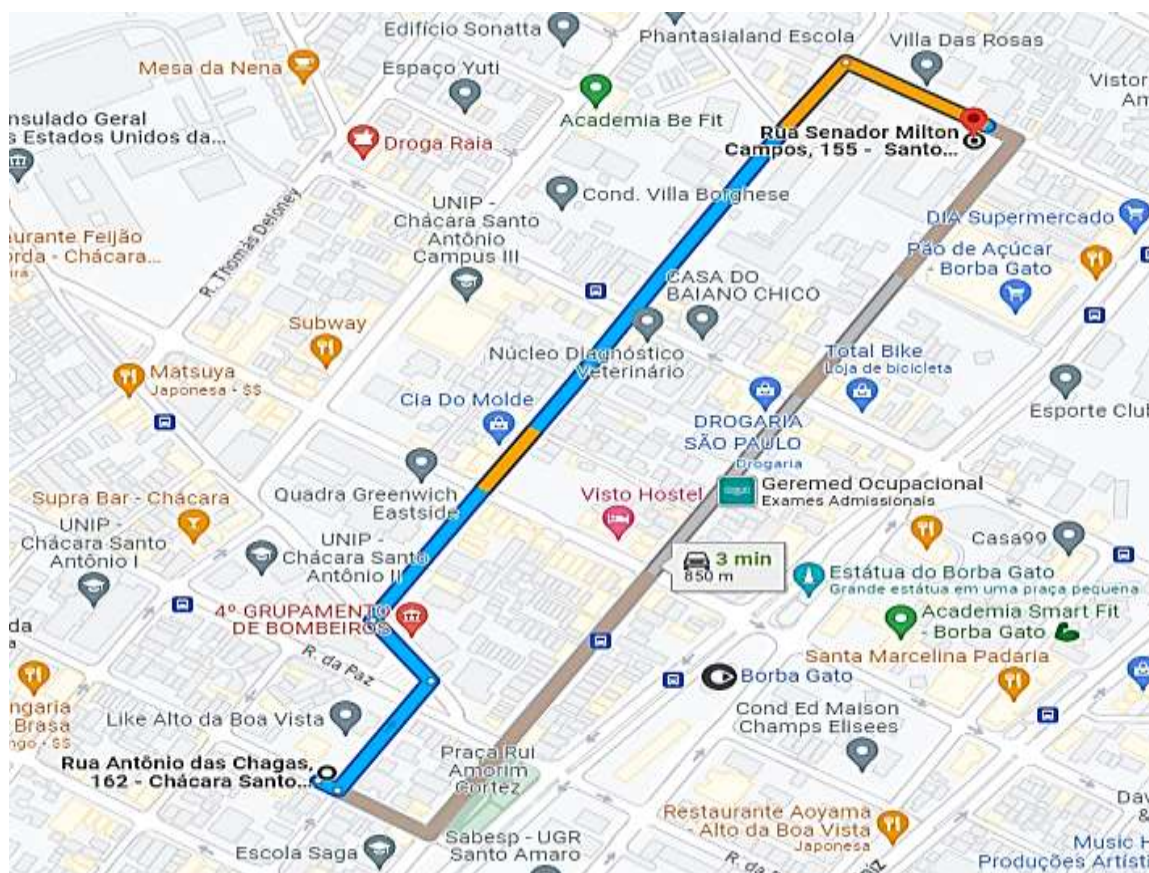 Edifício Sonatta
Phantasialand Escola
Villa Das Rosas
Mesa da Nena
Espaço Yuti
Vistor
Am
nsulado Geral
s Estados Unidos da...
Academia Be Fit
Droga Raia
Rua Senador Milton
Campos, 155 - Santo...
Cond. Villa Borghese
UNIP -
Chácara Santo
Antônio
Campus III
DIA Supermercado
aurante Feijão
orda - Chácara...
R. Thomas Deloney
Pão de Açúcar
- Borba Gato
CASA DO
BAIANO CHICO
Subway
Núcleo Diagnóstico
Veterinário
Total Bike
Loja de bicicleta
Matsuya
Japonesa • $$
Cia Do Molde
Esporte Club
DROGARIA
SÃO PAULO
Drogaria
Quadra Greenwich
Eastside
Visto Hostel
Geremed Ocupacional
Exames Admissionais
Supra Bar - Chácara
UNIP -
Chácara Santo
Antônio I
UNIP -
Chácara Santo
Antônio II
Casa99
3 min
850 m
Estátua do Borba Gato
Grande estátua em uma praça pequena
4º GRUPAMENTO
DE BOMBEIROS
Academia Smart Fit
- Borba Gato
da
R. da Paz
Santa Marcelina Padaria
Borba Gato
ngaria
Brasa
ngo • $$
Like Alto da Boa Vista
Cond Ed Maison
Champs Elisees
Praça Rui
Amorim
Cortez
Rua Antônio das Chagas,
162 - Chácara Santo...
Restaurante Aoyama
- Alto da Boa Vista
Japonesa
Dav
&
Escola Saga
Sabesp - UGR
Santo Amaro
Music H
Produções Artísti